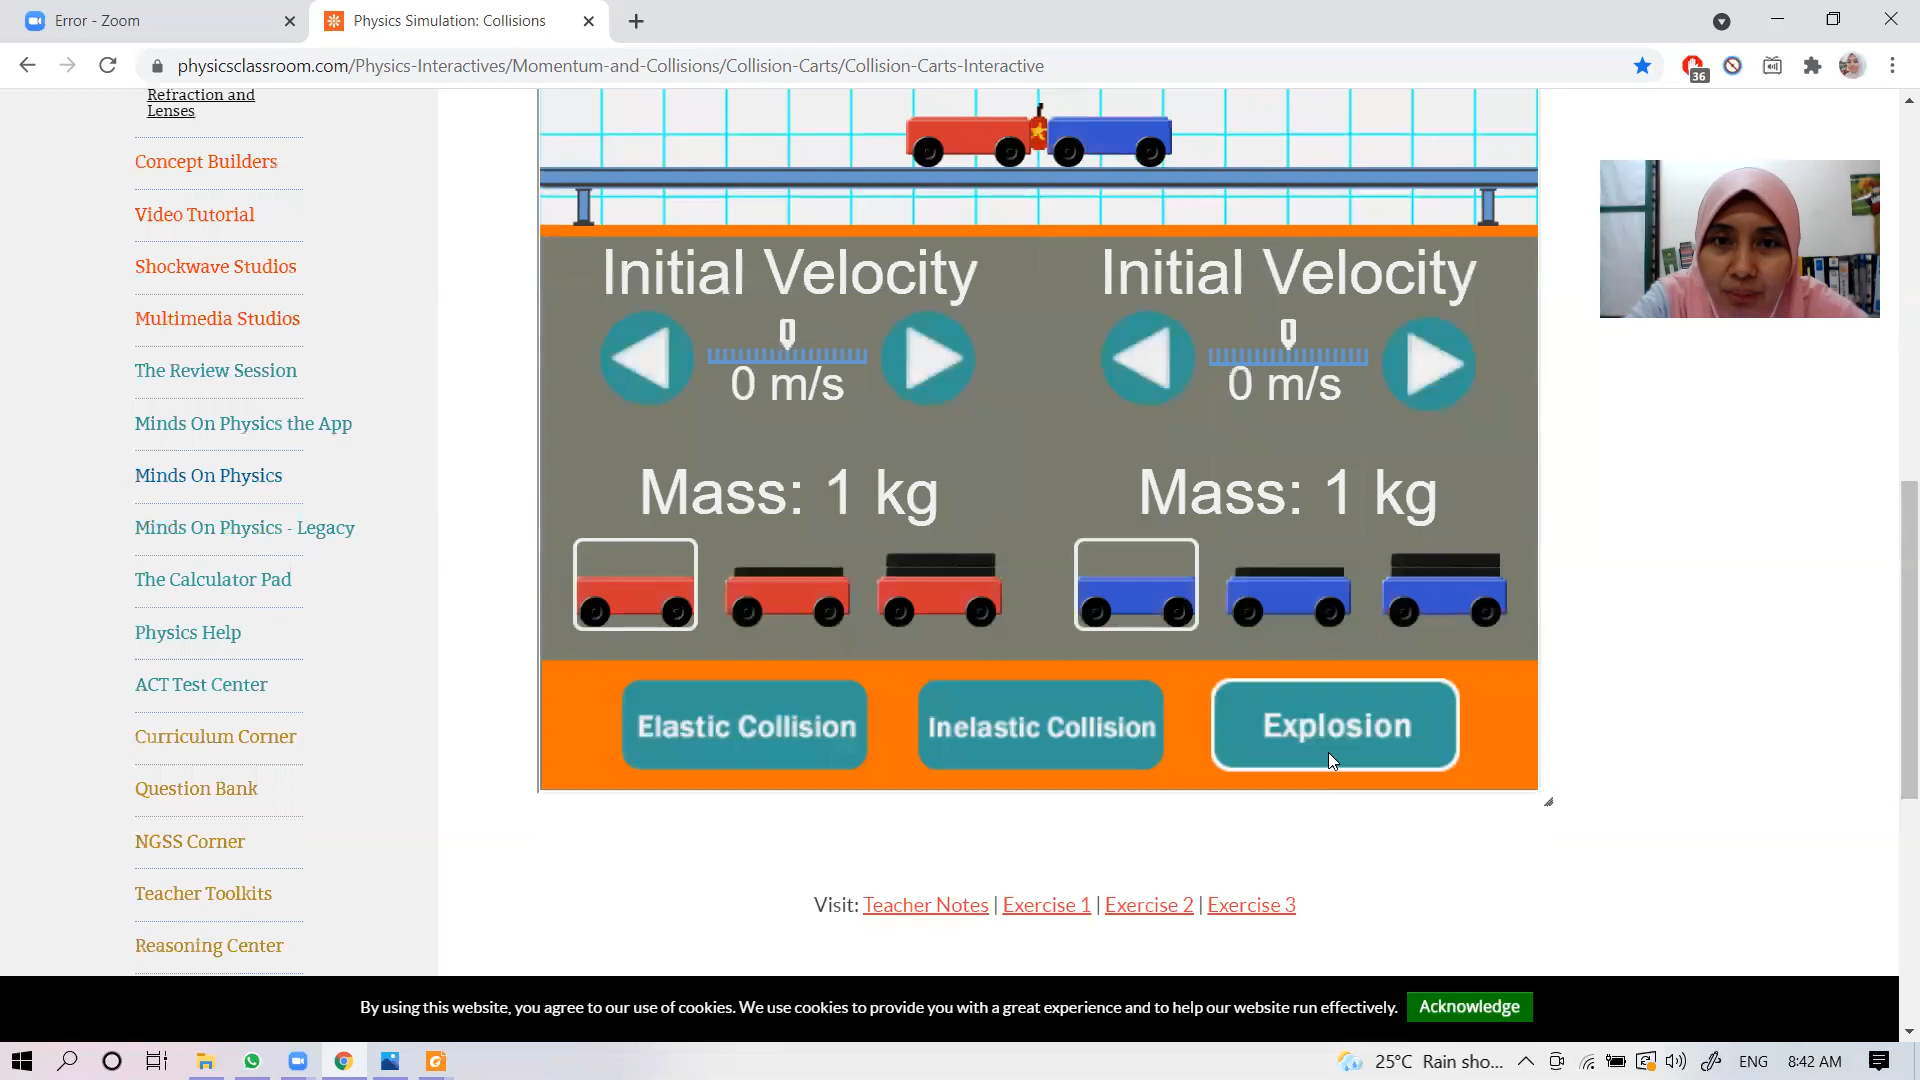 Error - Zoom
Physics Simulation: Collisions
physicsclassroom.com/Physics-Interactives/Momentum-and-Collisions/Collision-Carts/Collision-Carts-Interactive
36
Refraction and
Lenses
Concept Builders
Video Tutorial
Shockwave Studios
Multimedia Studios
The Review Session
Minds On Physics the App
Minds On Physics
Minds On Physics - Legacy
The Calculator Pad
Physics Help
ACT Test Center
Curriculum Corner
Question Bank
NGSS Corner
Teacher Toolkits
Reasoning Center
Initial Velocity
0 m/s
Mass: 1 kg
Initial Velocity
0 m/s
Mass: 1 kg
Elastic Collision
Inelastic Collision
Explosion
Visit: Teacher Notes | Exercise 1 | Exercise 2 | Exercise 3
By using this website, you agree to our use of cookies. We use cookies to provide you with a great experience and to help our website run effectively.
Acknowledge
25°C Rain sho...
ENG
8:42 AM